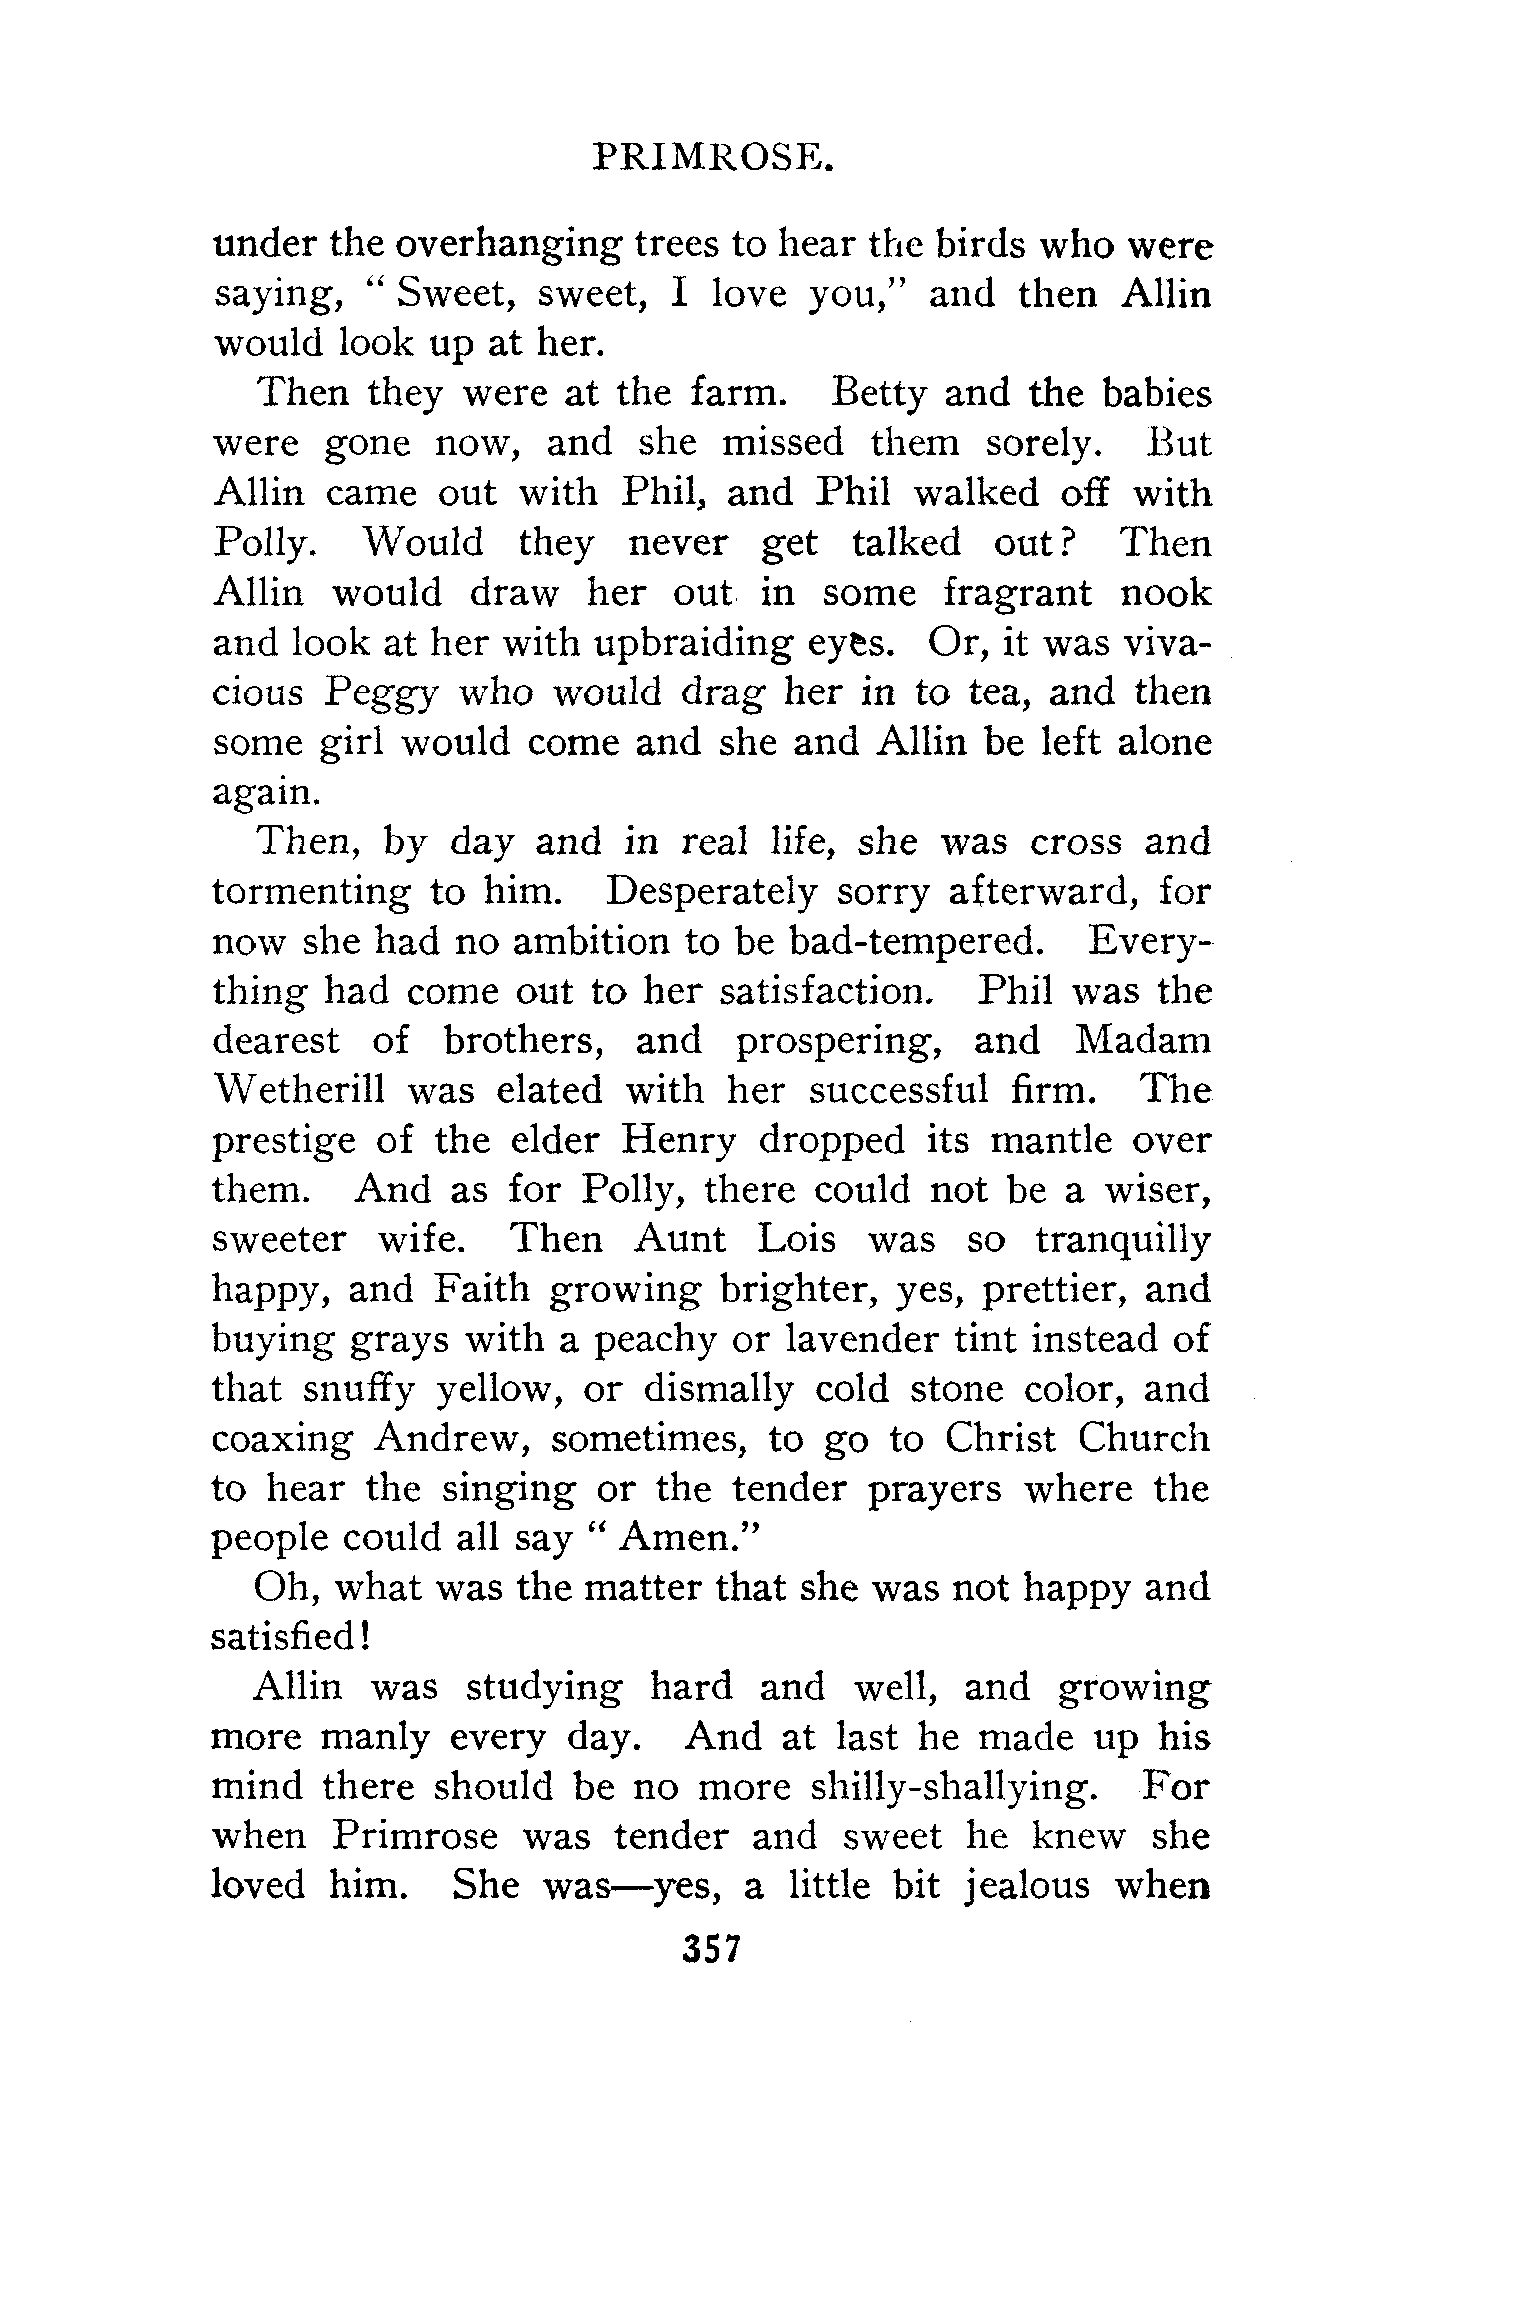 PRIMROSE.
under the overhanging trees to hear the birds who were
saying, " Sweet, sweet, I love you," and then Allin
would look up at her.
Then they were at the farm. Betty and the babies
were gone now, and she missed them sorely. But
Allin came out with Phil, and Phil walked off with
Polly. Would they never get talked out? Then
Allin would draw her out in some fragrant nook
and look at her with upbraiding eyes. Or, it was viva-
cious Peggy who would drag her in to tea, and then
some girl would come and she and Allin be left alone
again.
Then, by day and in real life, she was cross and
tormenting to him. Desperately sorry afterward, for
now she had no ambition to be bad-tempered. Every-
thing had come out to her satisfaction. Phil was the
dearest of brothers, and prospering, and Madam
Wetherill was elated with her successful firm. The
prestige of the elder Henry dropped its mantle over
them. And as for Polly, there could not be a wiser,
sweeter wife. Then Aunt Lois was so tranquilly
happy, and Faith growing brighter, yes, prettier, and
buying grays with a peachy or lavender tint instead of
that snuffy yellow, or dismally cold stone color, and
coaxing Andrew, sometimes, to go to Christ Church
to hear the singing or the tender prayers where the
people could all say " Amen."
Oh, what was the matter that she was not happy and
satisfied!
Allin was studying hard and well, and growing
more manly every day. And at last he made up his
mind there should be no more shilly-shallying. For
when Primrose was tender and sweet he knew she
loved him. She was—yes, a little bit jealous when
357